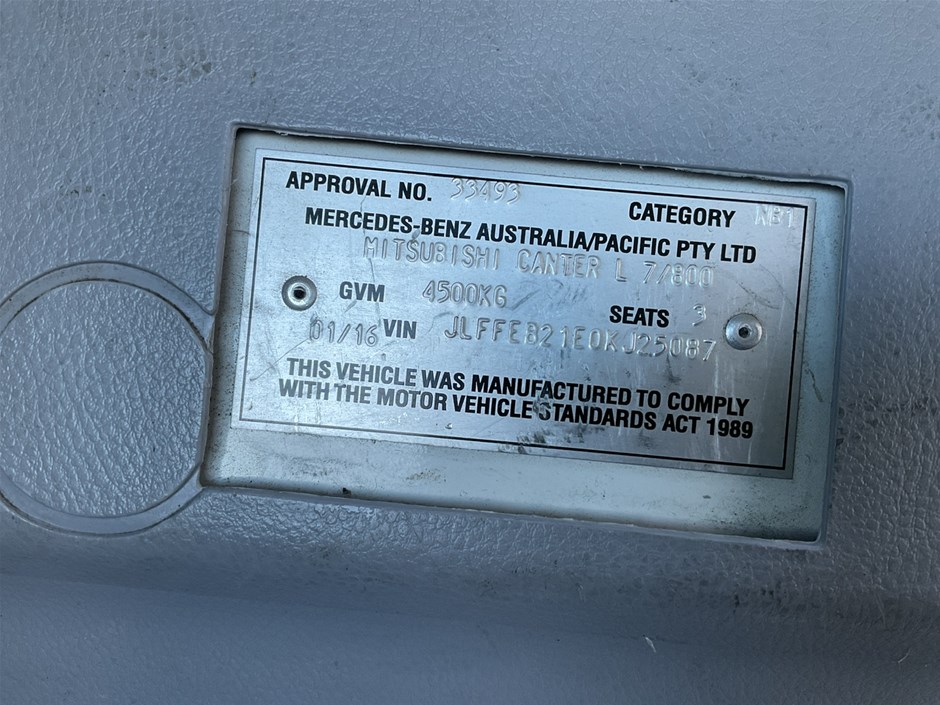 APPROVAL NO. 33493
CATEGORY NB1
MERCEDES-BENZ AUSTRALIA/PACIFIC PTY LTD
MITSUBISHI CANTER L 7/800
GVM 4500KG
SEATS 3
01/16 VIN JLFFEB21E0KJ25087
THIS VEHICLE WAS MANUFACTURED TO COMPLY
WITH THE MOTOR VEHICLE STANDARDS ACT 1989